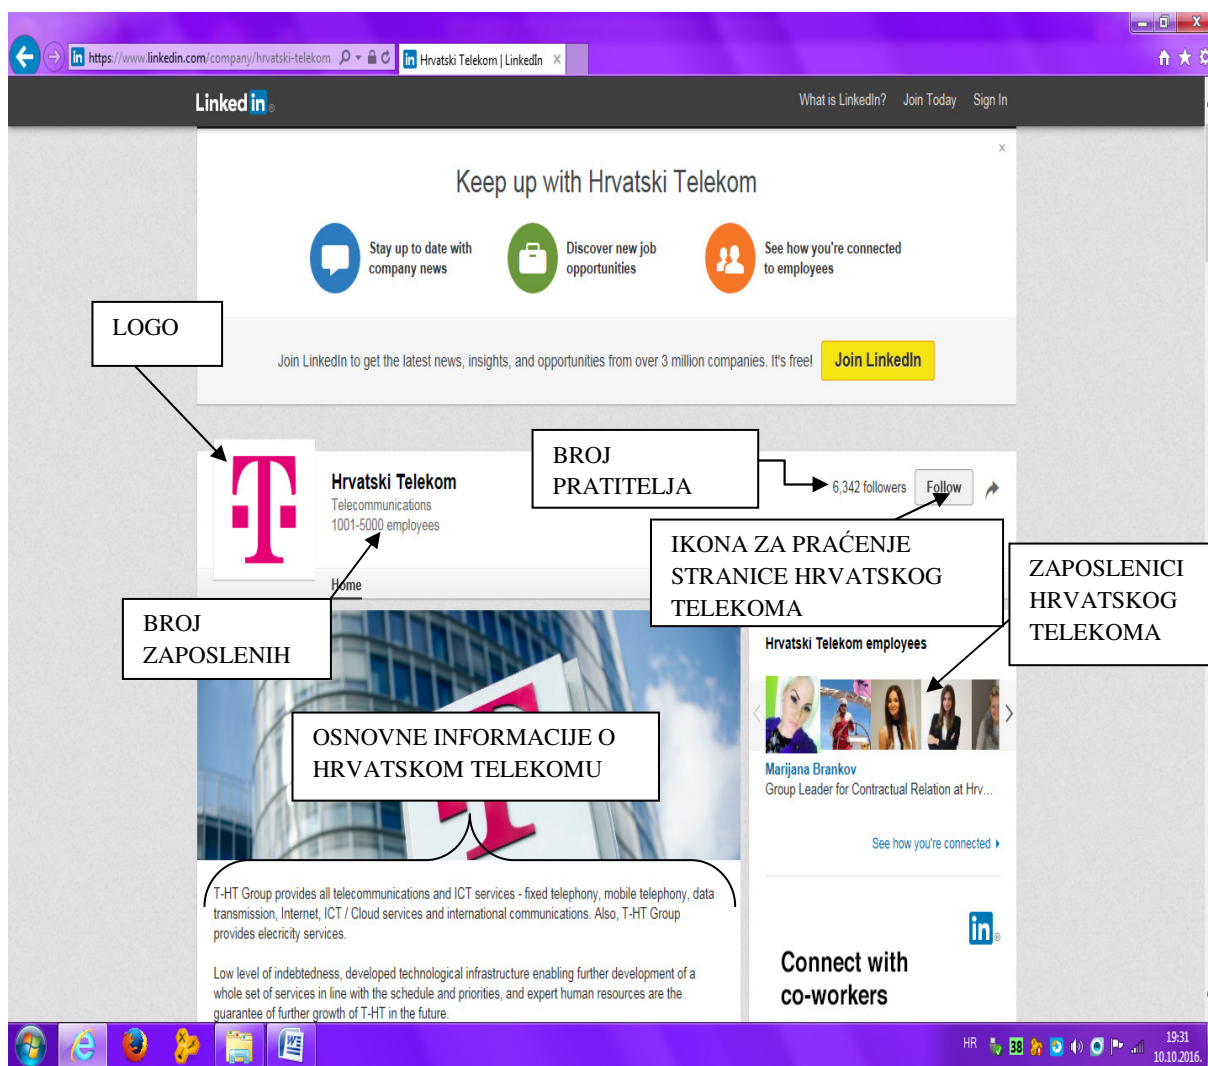 https://www.linkedin.com/company/hrvatski-telekom
Hrvatski Telekom | LinkedIn
Linked in
What is LinkedIn? Join Today Sign In
Keep up with Hrvatski Telekom
Stay up to date with
company news
Discover new job
opportunities
See how you're connected
to employees
LOGO
Join LinkedIn to get the latest news, insights, and opportunities from over 3 million companies. It's free! Join LinkedIn
BROJ
PRATITELJA
Hrvatski Telekom
Telecommunications
1001-5000 employees
6,342 followers Follow
IKONA ZA PRAĆENJE
STRANICE HRVATSKOG
TELEKOMA
ZAPOSLENICI
HRVATSKOG
TELEKOMA
Home
BROJ
ZAPOSLENIH
Hrvatski Telekom employees
OSNOVNE INFORMACIJE O
HRVATSKOM TELEKOMU
Marijana Brankov
Group Leader for Contractual Relation at Hrv...
See how you're connected
T-HT Group provides all telecommunications and ICT services - fixed telephony, mobile telephony, data
transmission, Internet, ICT / Cloud services and international communications. Also, T-HT Group
provides elecricity services.
Low level of indebtedness, developed technological infrastructure enabling further development of a
whole set of services in line with the schedule and priorities, and expert human resources are the
guarantee of further growth of T-HT in the future.
in
Connect with
co-workers
HR 38 19:31
10.10.2016.